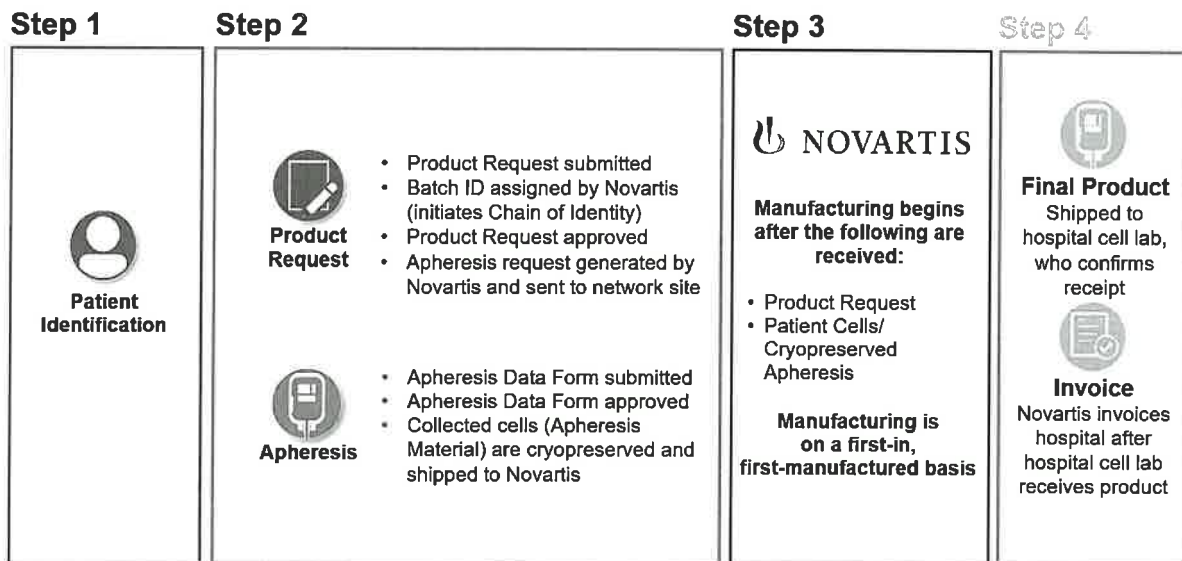 Step 1
Patient
Identification
Step 2
Product
Request
• Product Request submitted
• Batch ID assigned by Novartis
(initiates Chain of Identity)
• Product Request approved
• Apheresis request generated by
Novartis and sent to network site
Apheresis
• Apheresis Data Form submitted
• Apheresis Data Form approved
• Collected cells (Apheresis
Material) are cryopreserved and
shipped to Novartis
Step 3
NOVARTIS
Manufacturing begins
after the following are
received:
• Product Request
• Patient Cells/
Cryopreserved
Apheresis
Manufacturing is
on a first-in,
first-manufactured basis
Step 4
Final Product
Shipped to
hospital cell lab,
who confirms
receipt
Invoice
Novartis invoices
hospital after
hospital cell lab
receives product